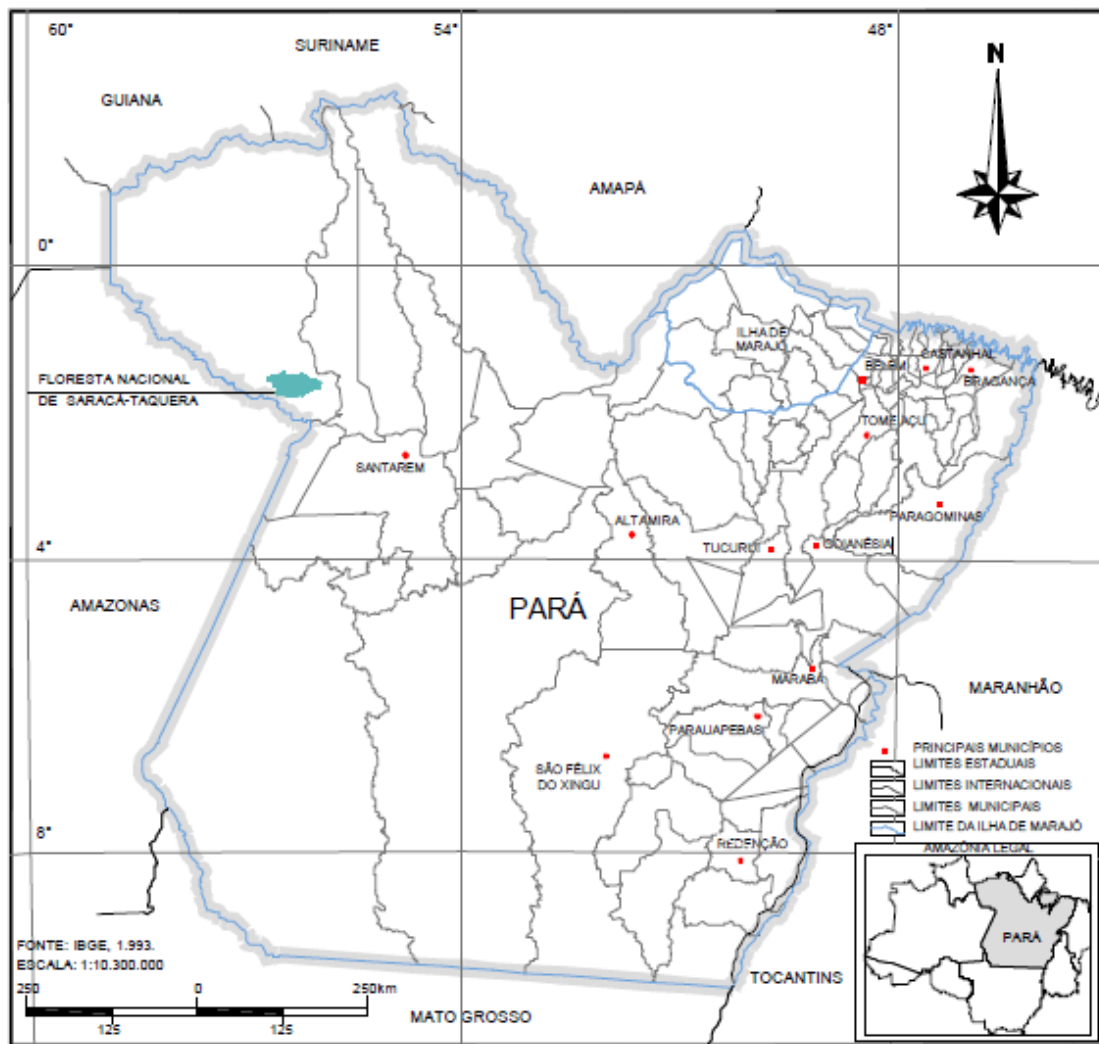 60°
54°
48°
SURINAME
N
GUIANA
AMAPÁ
0°
ILHA DE
MARAJÓ
BELÉM
CASTANHAL
BRAGANÇA
FLORESTA NACIONAL
DE SARACÁ-TAQUERA
TOME AÇU
SANTAREM
PARAGOMINAS
ALTAMIRA
TUCURUÍ
GOIANÉSIA
4°
AMAZONAS
PARÁ
MARABÁ
MARANHÃO
PARAUAPEBAS
SÃO FÉLIX
DO XINGU
PRINCIPAIS MUNICÍPIOS
LIMITES ESTADUAIS
LIMITES INTERNACIONAIS
LIMITES MUNICIPAIS
LIMITE DA ILHA DE MARAJÓ
8°
REDENÇÃO
AMAZÔNIA LEGAL
PARÁ
FONTE: IBGE, 1.993.
ESCALA: 1:10.300.000
TOCANTINS
250 0 250km
125 125
MATO GROSSO